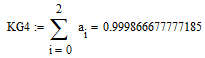 2
KG4 := ∑ a_i = 0.999866677777185
i = 0